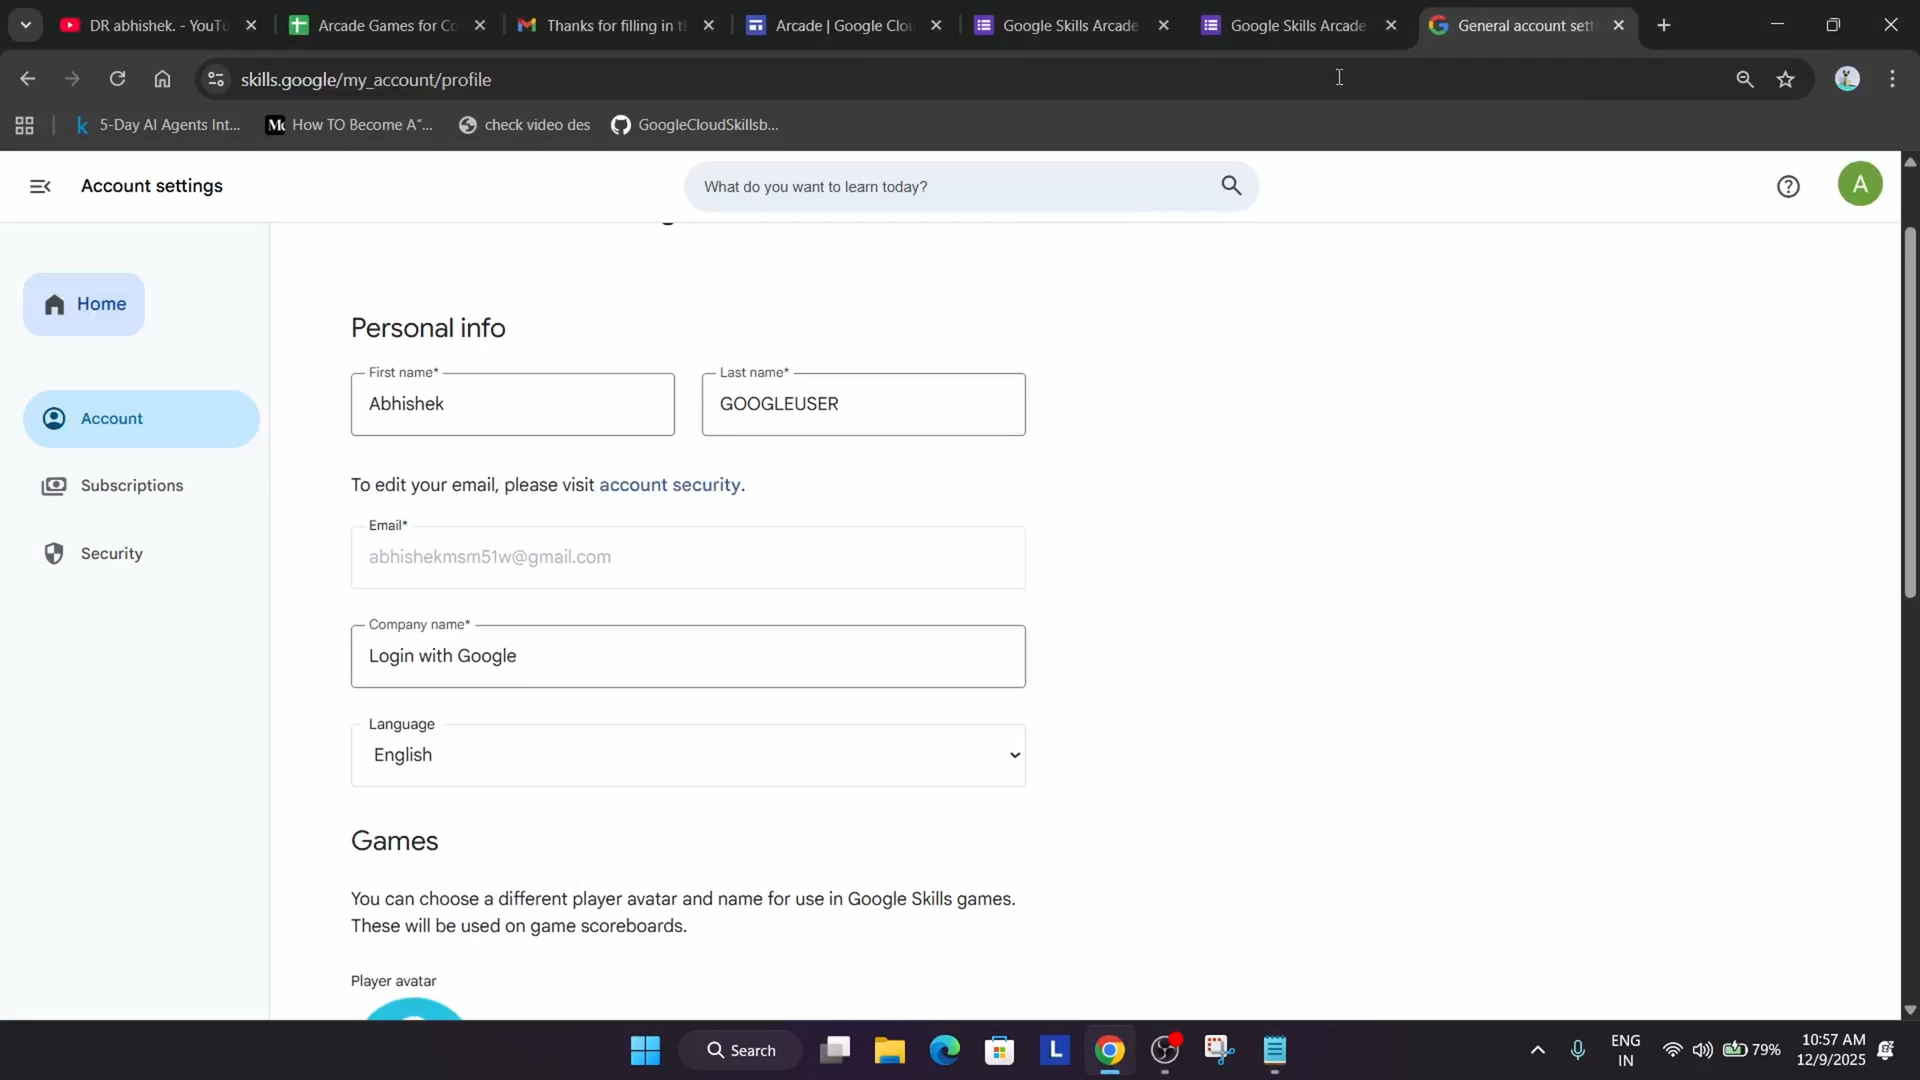 DR abhishek. - YouTu
Arcade Games for Co
Thanks for filling in t
Arcade | Google Clou
Google Skills Arcade
Google Skills Arcade
General account sett
skills.google/my_account/profile
5-Day AI Agents Int...
How TO Become A“...
check video des
GoogleCloudSkillsb...
Account settings
What do you want to learn today?
A
Home
Account
Subscriptions
Security
Personal info
First name*
Abhishek
Last name*
GOOGLEUSER
To edit your email, please visit account security.
Email*
abhishekmsm51w@gmail.com
Company name*
Login with Google
Language
English
Games
You can choose a different player avatar and name for use in Google Skills games.
These will be used on game scoreboards.
Player avatar
Search
L
ENG
IN
79%
10:57 AM
12/9/2025